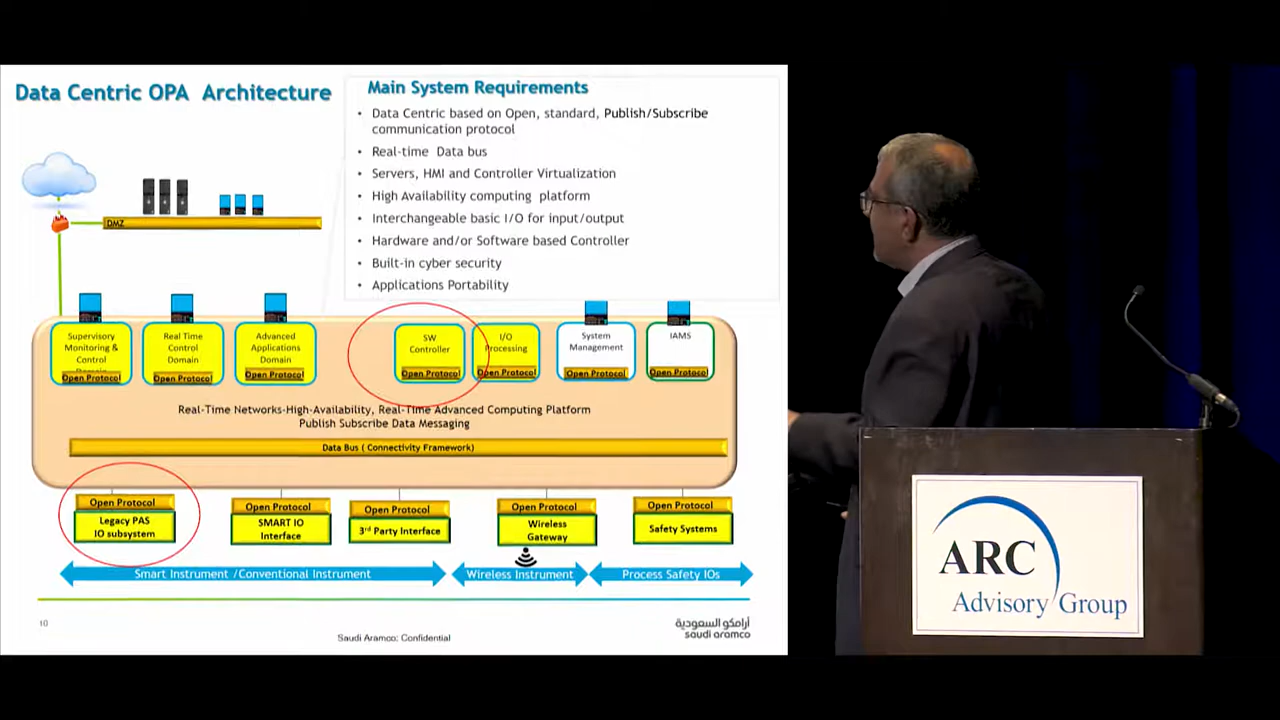 Data Centric OPA Architecture
Main System Requirements
• Data Centric based on Open, standard, Publish/Subscribe
communication protocol
• Real-time Data bus
• Servers, HMI and Controller Virtualization
• High Availability computing platform
• Interchangeable basic I/O for input/output
• Hardware and/or Software based Controller
• Built-in cyber security
• Applications Portability
DMZ
Supervisory
Monitoring &
Control
Open Protocol
Real Time
Control
Domain
Open Protocol
Advanced
Applications
Domain
Open Protocol
SW
Controller
Open Protocol
I/O
Processing
Open Protocol
System
Management
Open Protocol
IAMS
Open Protocol
Real-Time Networks-High-Availability, Real-Time Advanced Computing Platform
Publish Subscribe Data Messaging
Data Bus ( Connectivity Framework)
Open Protocol
Legacy PAS
IO subsystem
Open Protocol
SMART IO
Interface
Open Protocol
3rd Party Interface
Open Protocol
Wireless
Gateway
Open Protocol
Safety Systems
Smart Instrument /Conventional Instrument
Wireless Instrument
Process Safety IOs
10
Saudi Aramco: Confidential
أرامكو السعودية
saudi aramco
ARC
Advisory Group